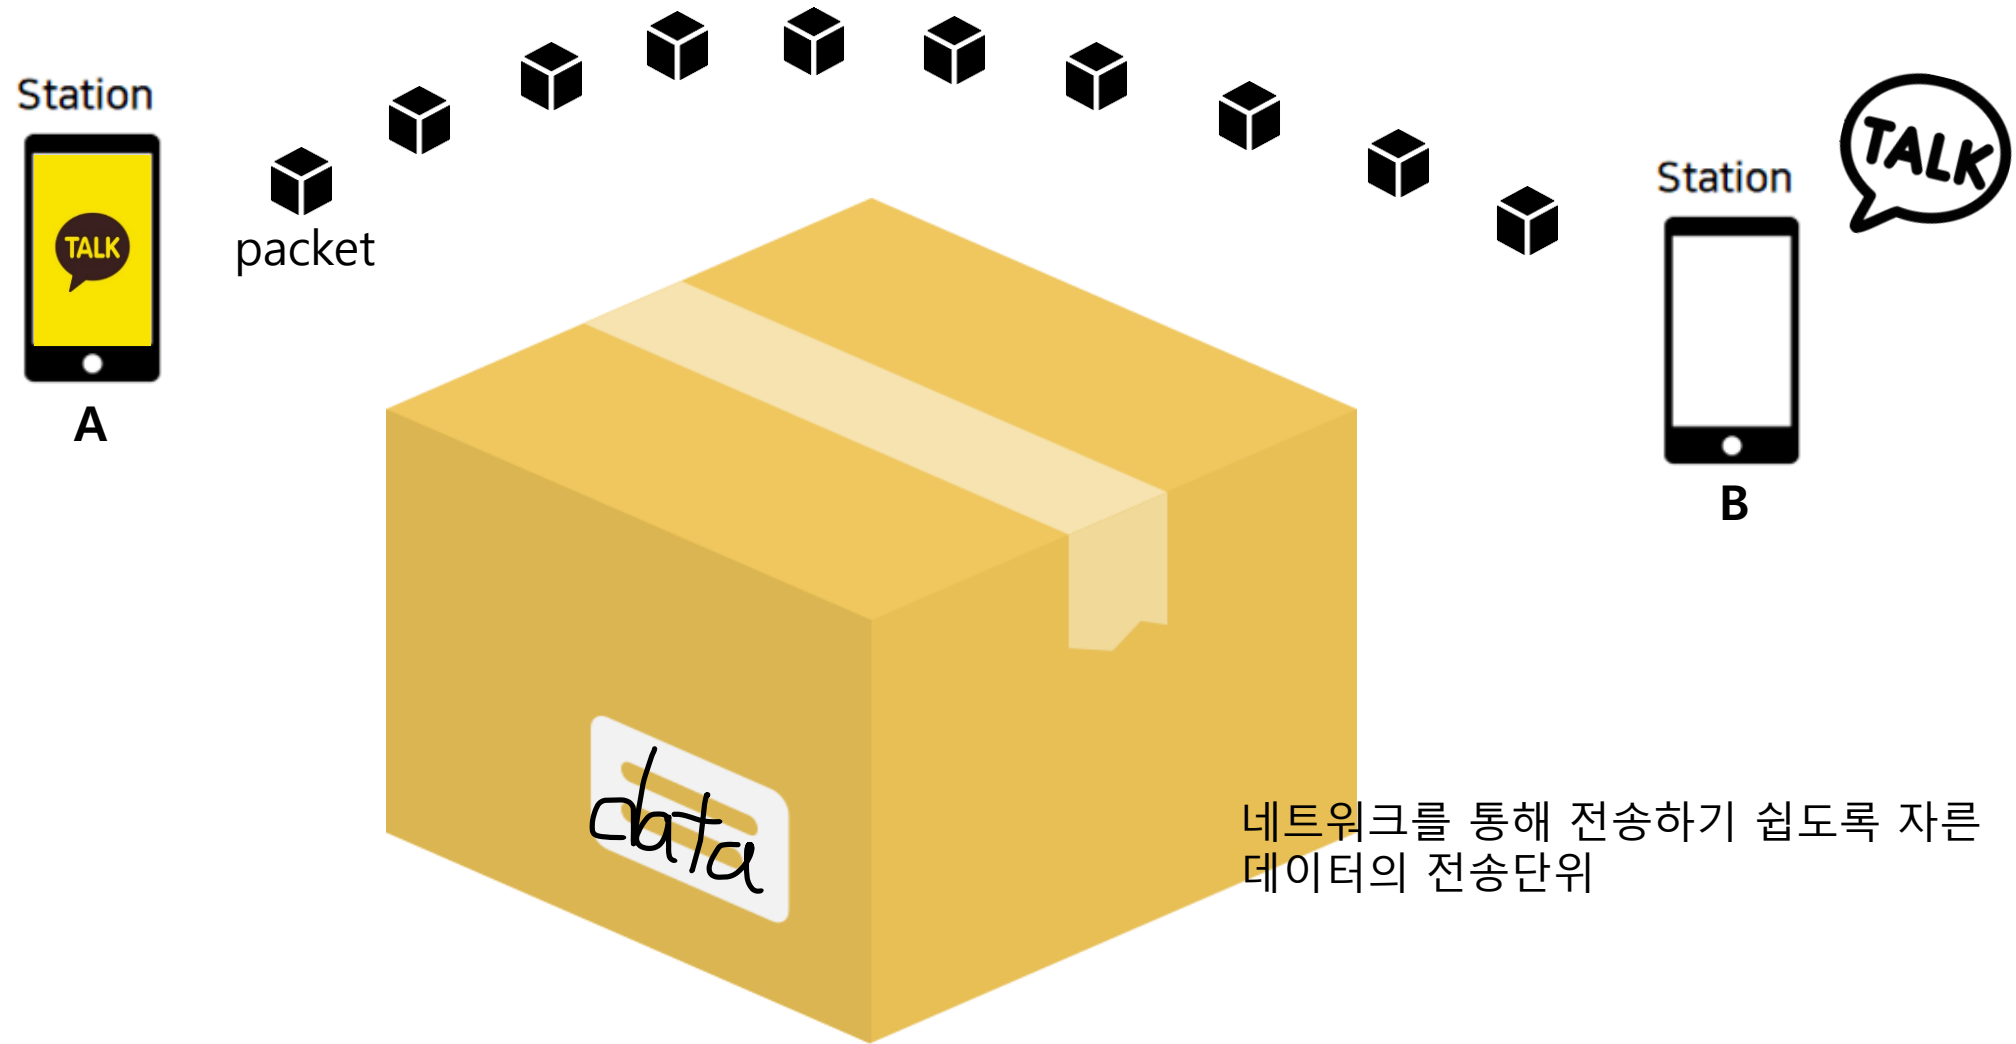 Station
TALK
A
packet
Station
TALK
B
data
네트워크를 통해 전송하기 쉽도록 자른
데이터의 전송단위